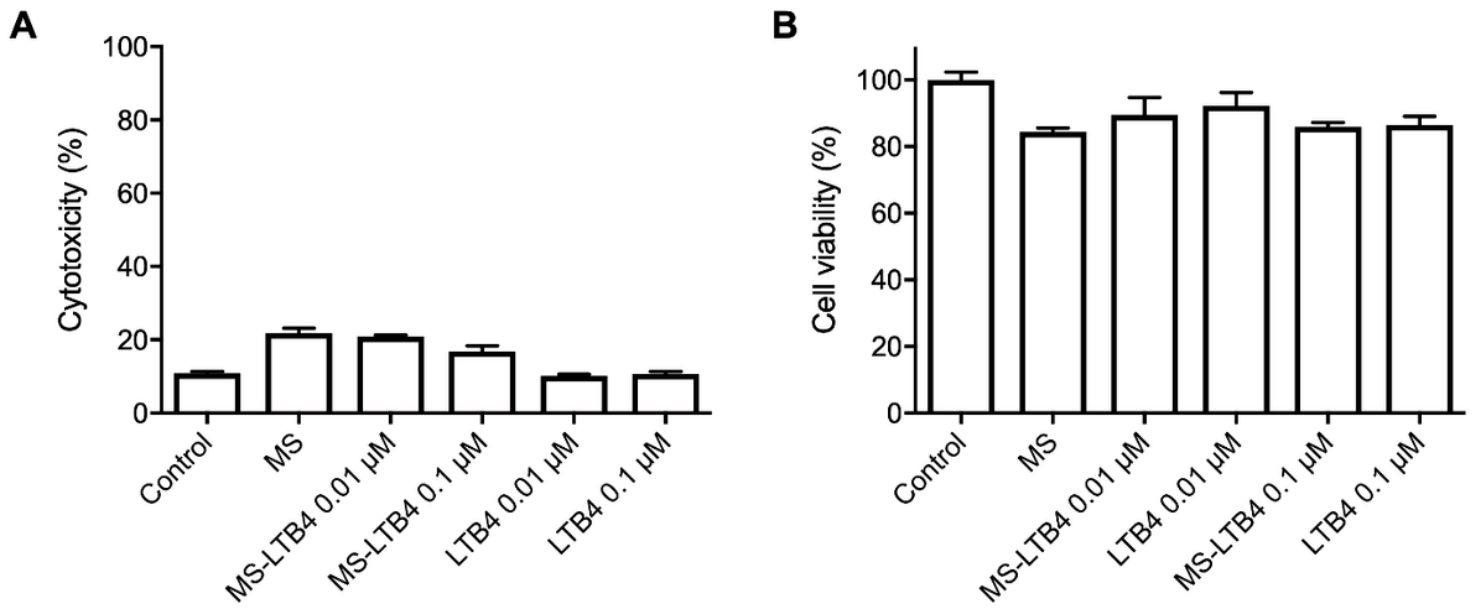 A
Cytotoxicity (%)
100
80
60
40
20
0
Control
MS
MS-LTB4 0.01 µM
MS-LTB4 0.1 µM
LTB4 0.01 µM
LTB4 0.1 µM
B
Cell viability (%)
100
80
60
40
20
0
Control
MS
MS-LTB4 0.01 µM
LTB4 0.01 µM
MS-LTB4 0.1 µM
LTB4 0.1 µM